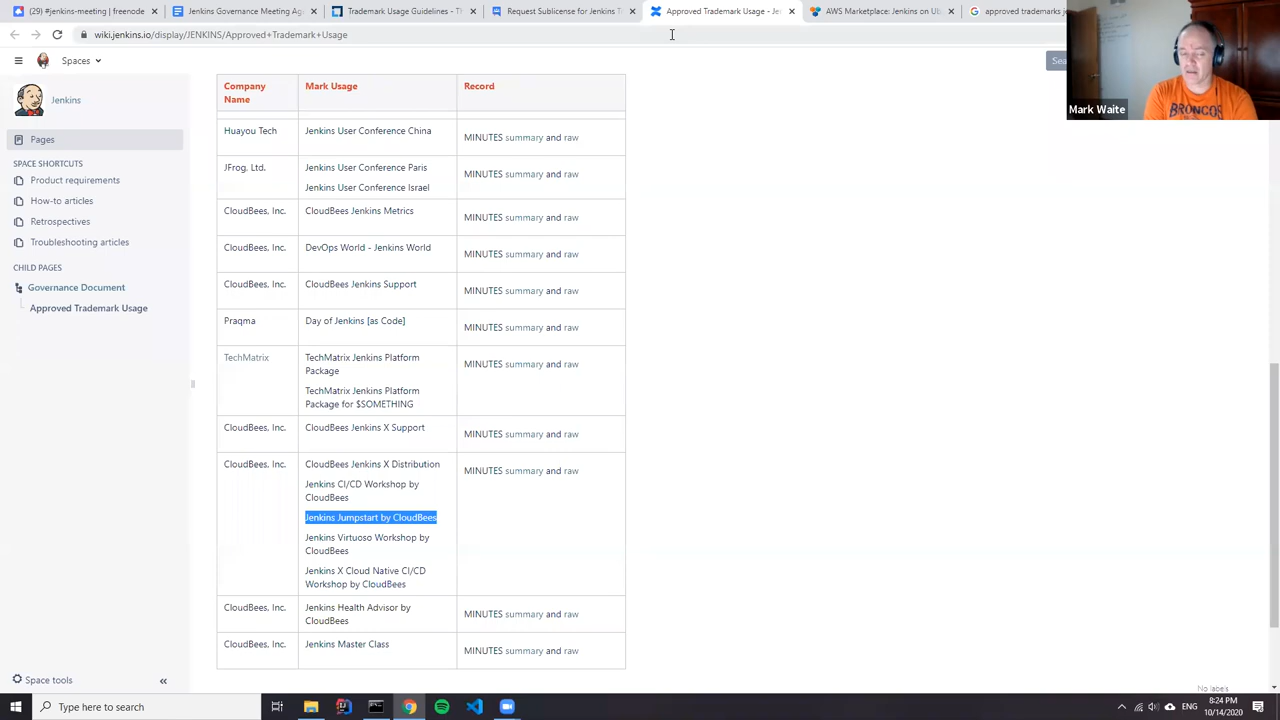 (29) #jenkins-meeting | freenode
Jenkins Governance Meeting Ag
Trademark Usage Guidelines - Th
Request Sublicense for Jenkins T
Approved Trademark Usage - Je
AWS Marketplace: Jenkins on Ub
approved trademarks j
wiki.jenkins.io/display/JENKINS/Approved+Trademark+Usage
Spaces
Sea
Mark Waite
BRONCOS
Jenkins
Pages
SPACE SHORTCUTS
Product requirements
How-to articles
Retrospectives
Troubleshooting articles
CHILD PAGES
Governance Document
Approved Trademark Usage
Space tools
Company Name
Mark Usage
Record
Huayou Tech
Jenkins User Conference China
MINUTES summary and raw
JFrog, Ltd.
Jenkins User Conference Paris
Jenkins User Conference Israel
MINUTES summary and raw
CloudBees, Inc.
CloudBees Jenkins Metrics
MINUTES summary and raw
CloudBees, Inc.
DevOps World - Jenkins World
MINUTES summary and raw
CloudBees, Inc.
CloudBees Jenkins Support
MINUTES summary and raw
Praqma
Day of Jenkins [as Code]
MINUTES summary and raw
TechMatrix
TechMatrix Jenkins Platform
Package
TechMatrix Jenkins Platform
Package for $SOMETHING
MINUTES summary and raw
CloudBees, Inc.
CloudBees Jenkins X Support
MINUTES summary and raw
CloudBees, Inc.
CloudBees Jenkins X Distribution
Jenkins CI/CD Workshop by
CloudBees
Jenkins Jumpstart by CloudBees
Jenkins Virtuoso Workshop by
CloudBees
Jenkins X Cloud Native CI/CD
Workshop by CloudBees
MINUTES summary and raw
CloudBees, Inc.
Jenkins Health Advisor by
CloudBees
MINUTES summary and raw
CloudBees, Inc.
Jenkins Master Class
MINUTES summary and raw
No labels
Type here to search
ENG
8:24 PM
10/14/2020